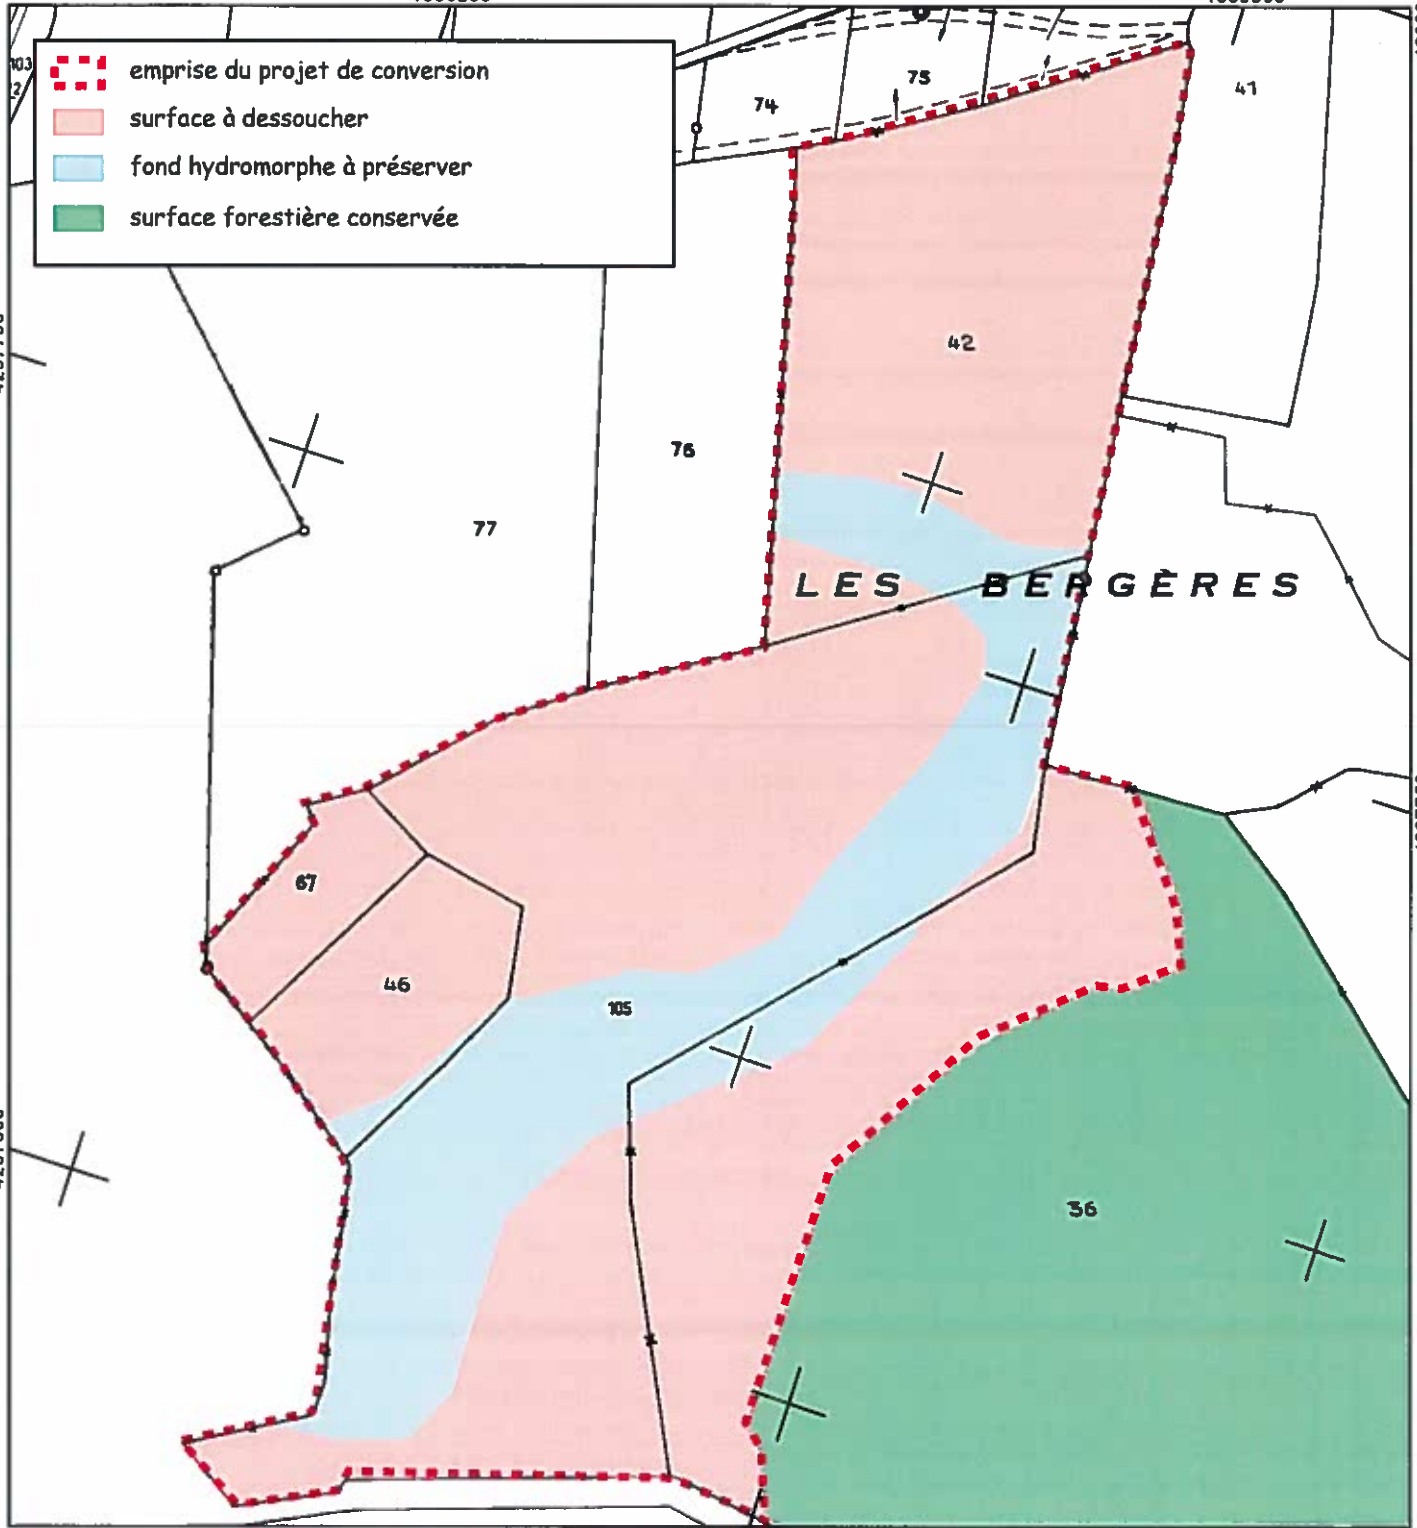 emprise du projet de conversion
surface à dessoucher
fond hydromorphe à préserver
surface forestière conservée
103
74
75
41
42
76
77
LES BERGÈRES
67
46
105
36